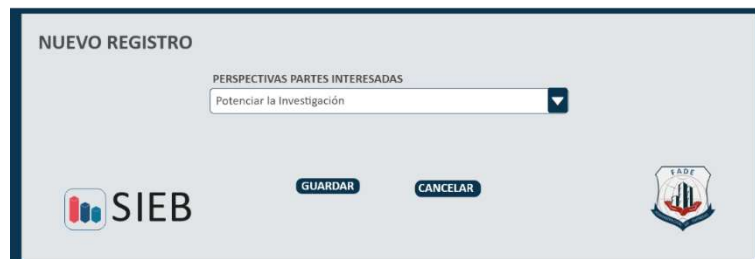 NUEVO REGISTRO
PERSPECTIVAS PARTES INTERESADAS
Potenciar la Investigación
GUARDAR
CANCELAR
SIEB
FADE